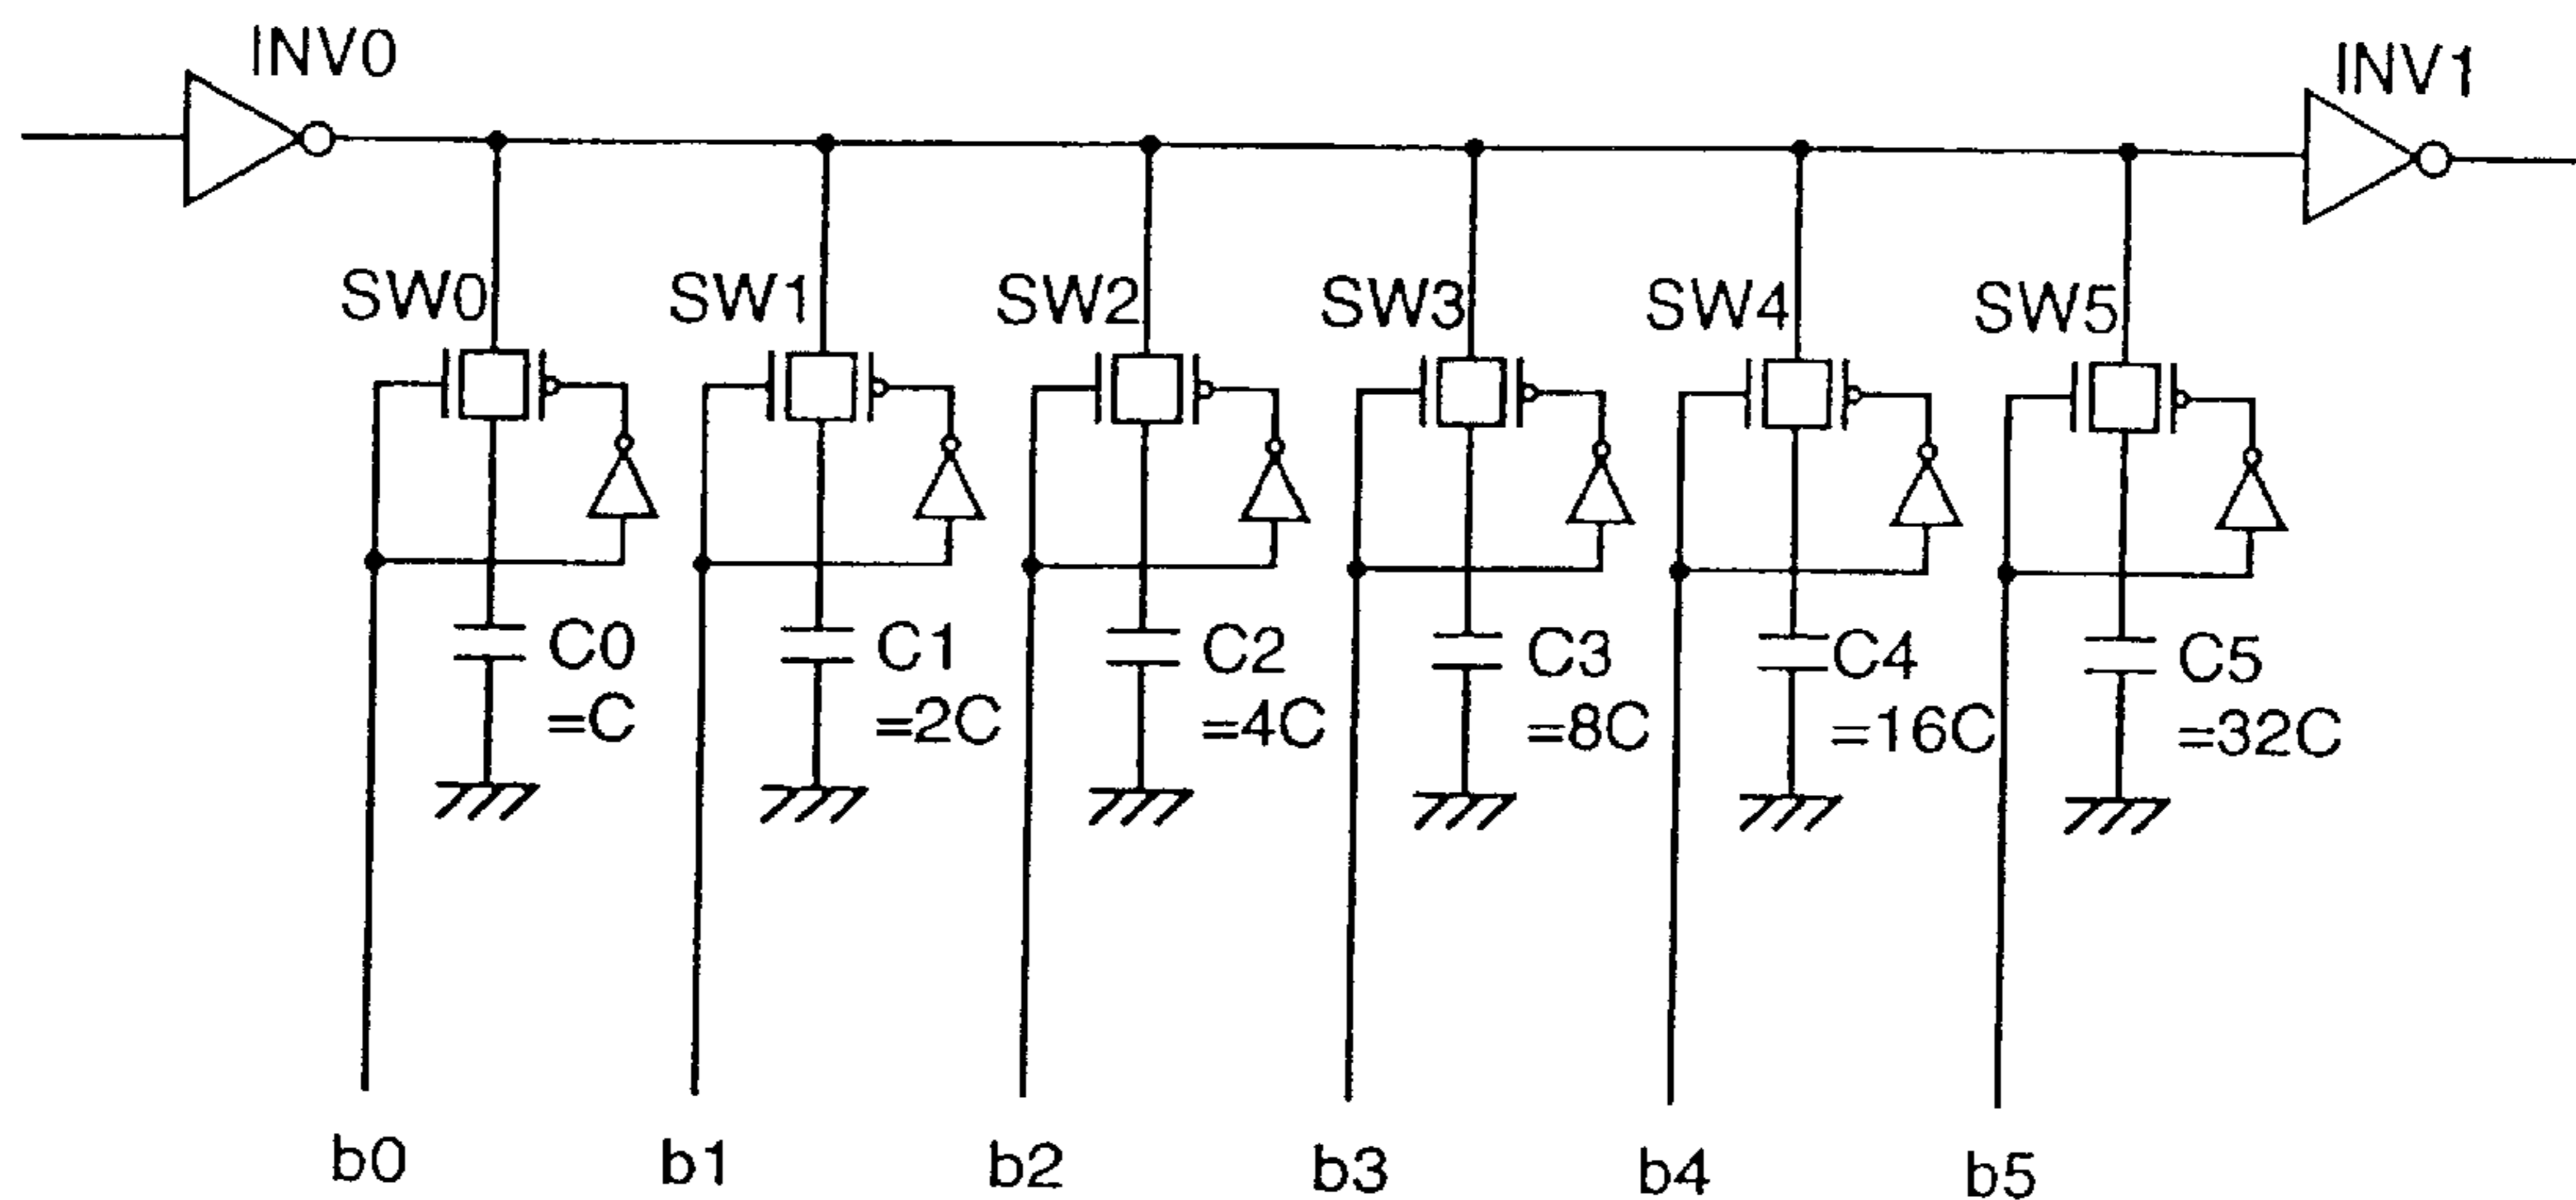 INV0
INV1
SW0
SW1
SW2
SW3
SW4
SW5
C0
=C
C1
=2C
C2
=4C
C3
=8C
C4
=16C
C5
=32C
b0
b1
b2
b3
b4
b5